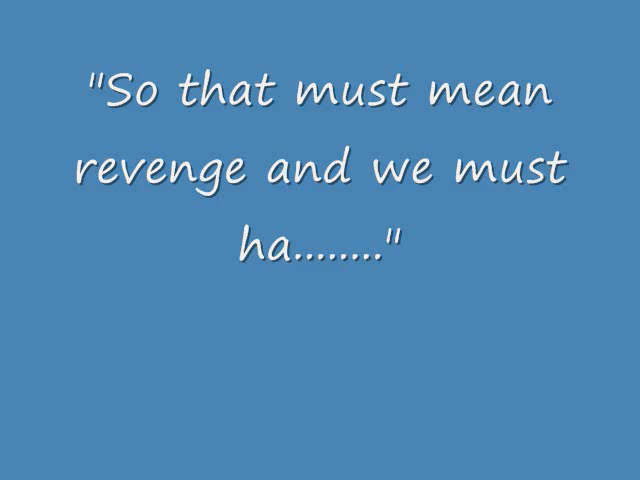 "So that must mean
revenge and we must
ha........"